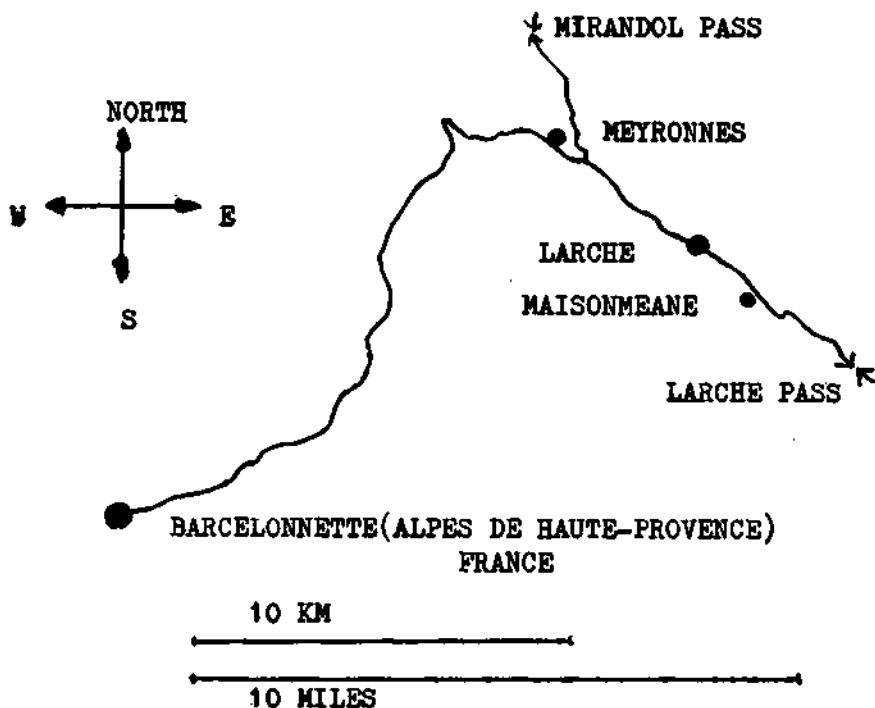 MIRANDOL PASS
NORTH
MEYRONNES
W
E
LARCHE
S
MAISONMEANE
LARCHE PASS
BARCELONNETTE(ALPES DE HAUTE-PROVENCE)
FRANCE
10 KM
10 MILES